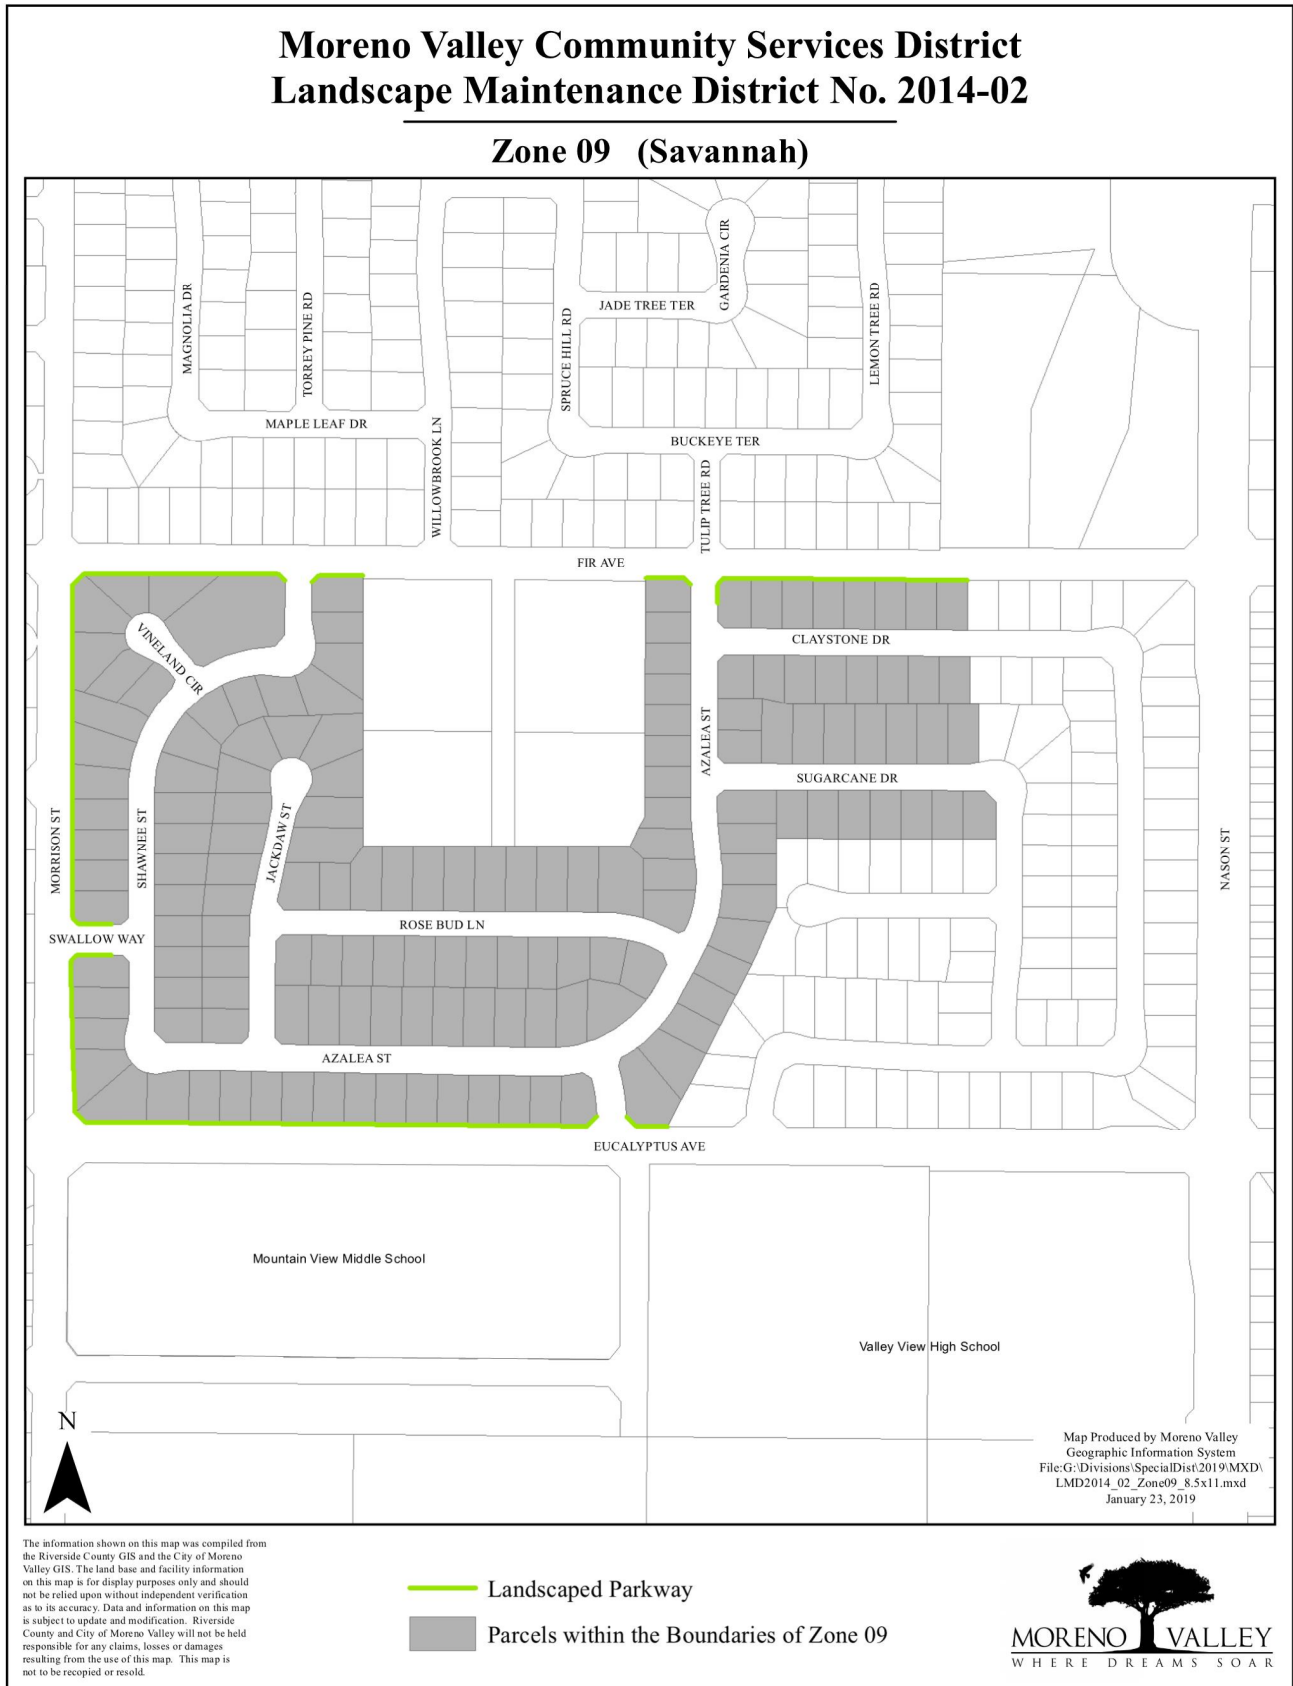 Moreno Valley Community Services District
Landscape Maintenance District No. 2014-02
Zone 09 (Savannah)
GARDENIA CIR
MAGNOLIA DR
TORREY PINE RD
JADE TREE TER
SPRUCE HILL RD
LEMON TREE RD
MAPLE LEAF DR
WILLOWBROOK LN
BUCKEYE TER
TULIP TREE RD
FIR AVE
VINELAND CIR
CLAYSTONE DR
AZALEA ST
SUGARCANE DR
MORRISON ST
SHAWNEE ST
JACKDAW ST
NASON ST
ROSE BUD LN
SWALLOW WAY
AZALEA ST
EUCALYPTUS AVE
Mountain View Middle School
Valley View High School
N
Map Produced by Moreno Valley
Geographic Information System
File:G:\Divisions\SpecialDist\2019\MXD\
LMD2014_02_Zone09_8.5x11.mxd
January 23, 2019
The information shown on this map was compiled from
the Riverside County GIS and the City of Moreno
Valley GIS. The land base and facility information
on this map is for display purposes only and should
not be relied upon without independent verification
as to its accuracy. Data and information on this map
is subject to update and modification. Riverside
County and City of Moreno Valley will not be held
responsible for any claims, losses or damages
resulting from the use of this map. This map is
not to be recopied or resold.
Landscaped Parkway
Parcels within the Boundaries of Zone 09
MORENO VALLEY
WHERE DREAMS SOAR